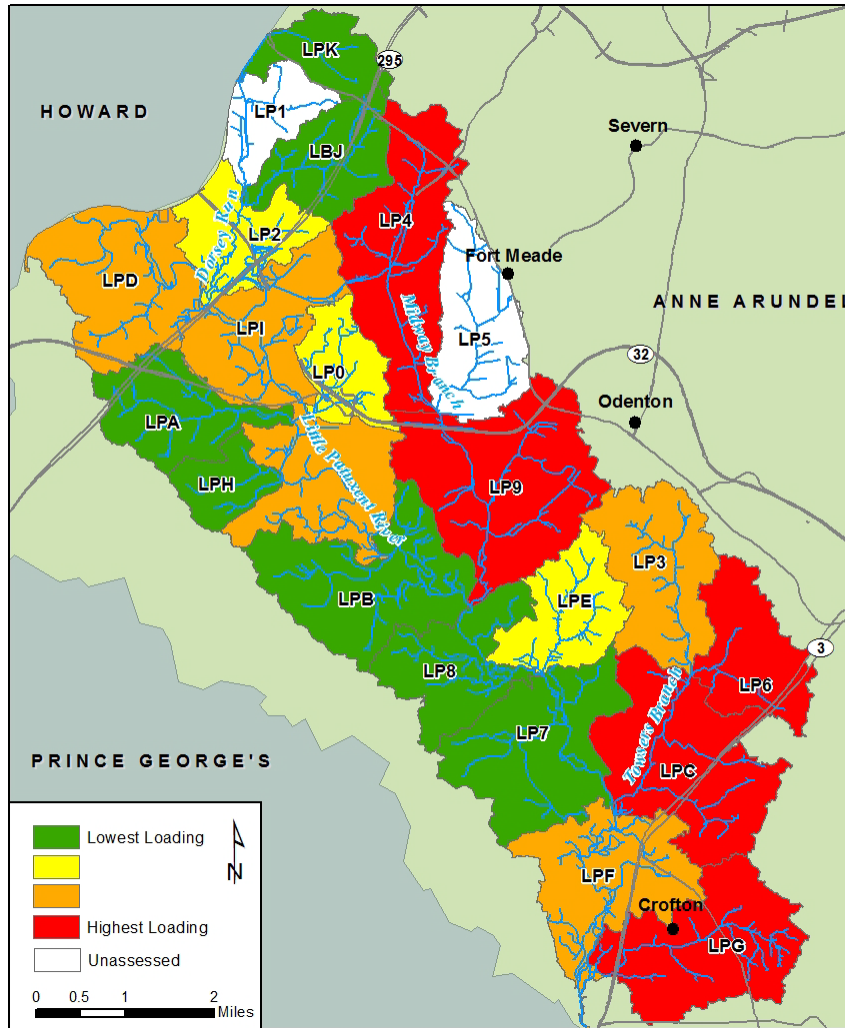 LPK
295
HOWARD
LP1
Severn
LBJ
LP4
Dorsey Run
LP2
Fort Meade
LPD
ANNE ARUNDEL
LPI
Midway Branch
LP5
32
LP0
Odenton
LPA
Little Patuxent River
LPH
LP9
LP3
LPB
LPE
3
LP8
LP6
Towsers Branch
LP7
PRINCE GEORGE'S
LPC
Lowest Loading
N
LPF
Crofton
Highest Loading
LPG
Unassessed
0 0.5 1 2
Miles